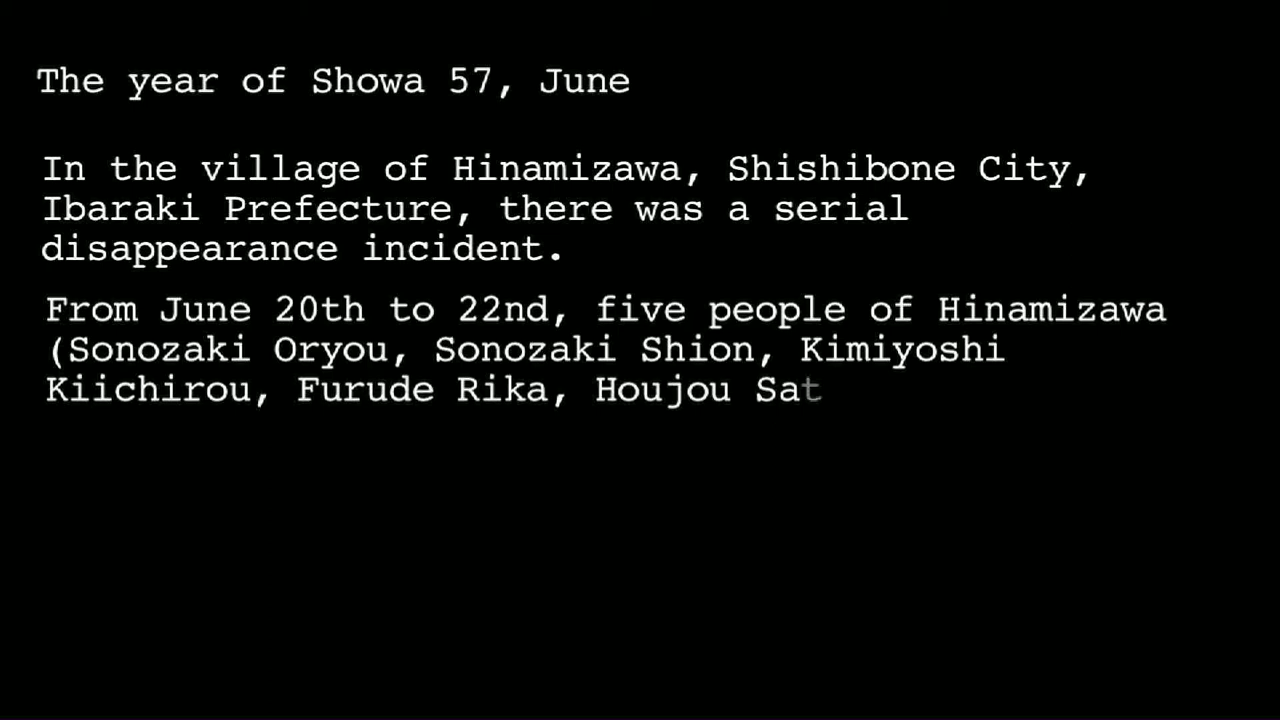 The year of Showa 57, June
In the village of Hinamizawa, Shishibone City,
Ibaraki Prefecture, there was a serial
disappearance incident.
From June 20th to 22nd, five people of Hinamizawa
(Sonozaki Oryou, Sonozaki Shion, Kimiyoshi
Kiichirou, Furude Rika, Houjou Sat